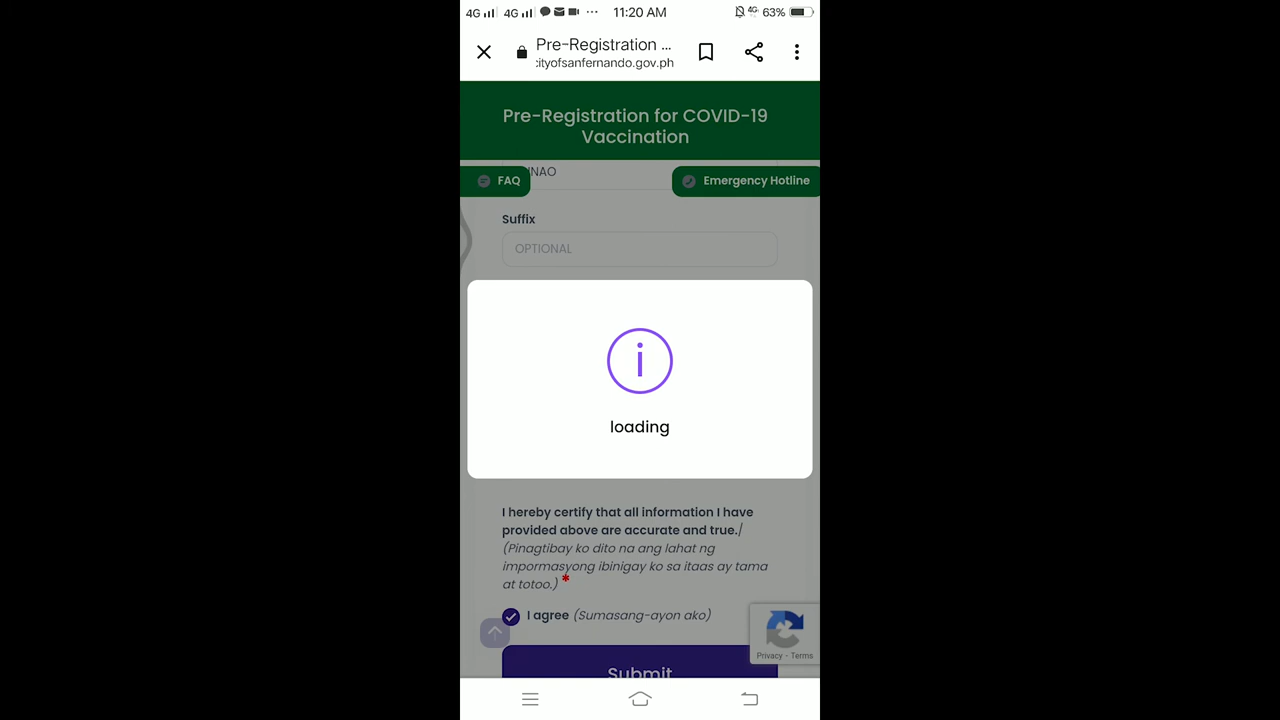 4G 4G 11:20 AM 4G 63%
Pre-Registration ...
cityofsanfernando.gov.ph
Pre-Registration for COVID-19
Vaccination
NAO
FAQ
Emergency Hotline
Suffix
OPTIONAL
i
loading
I hereby certify that all information I have
provided above are accurate and true./
(Pinagtibay ko dito na ang lahat ng
impormasyong ibinigay ko sa itaas ay tama
at totoo.) *
I agree (Sumasang-ayon ako)
Privacy - Terms
Submit